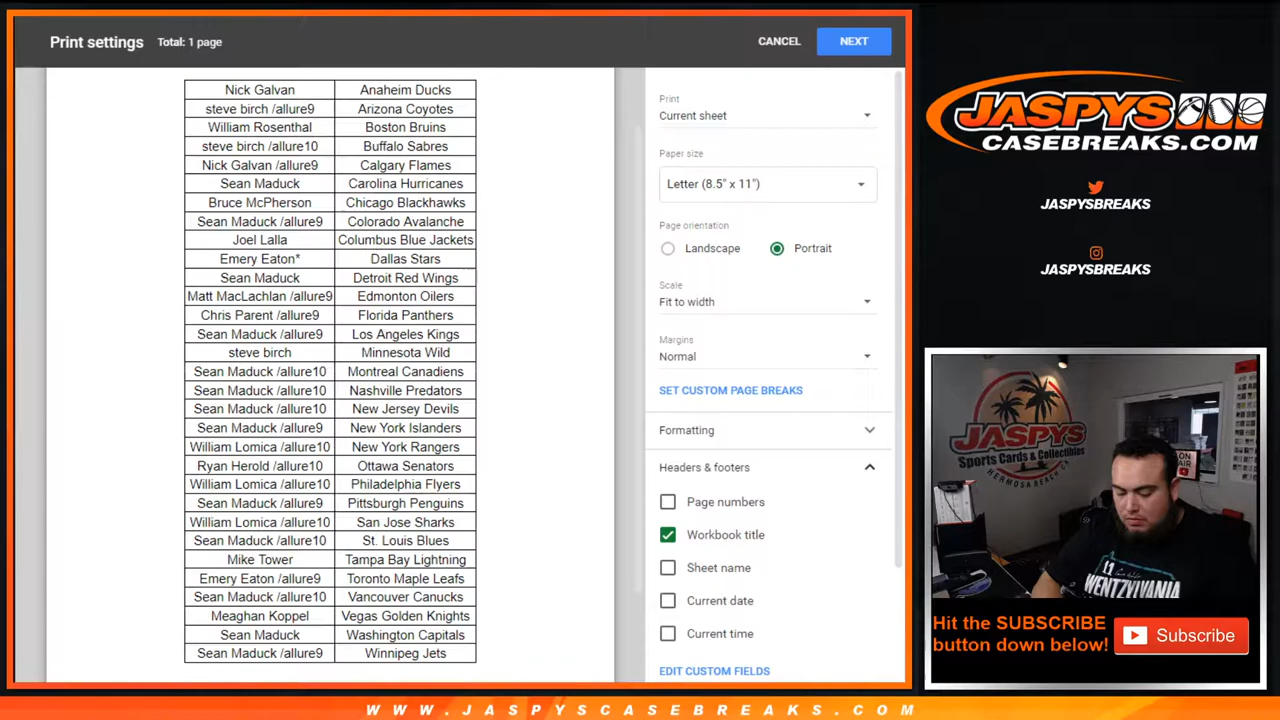 Print settings Total: 1 page
CANCEL NEXT
Nick Galvan Anaheim Ducks
steve birch /allure9 Arizona Coyotes
William Rosenthal Boston Bruins
steve birch /allure10 Buffalo Sabres
Nick Galvan /allure9 Calgary Flames
Sean Maduck Carolina Hurricanes
Bruce McPherson Chicago Blackhawks
Sean Maduck /allure9 Colorado Avalanche
Joel Lalla Columbus Blue Jackets
Emery Eaton* Dallas Stars
Sean Maduck Detroit Red Wings
Matt MacLachlan /allure9 Edmonton Oilers
Chris Parent /allure9 Florida Panthers
Sean Maduck /allure9 Los Angeles Kings
steve birch Minnesota Wild
Sean Maduck /allure10 Montreal Canadiens
Sean Maduck /allure10 Nashville Predators
Sean Maduck /allure10 New Jersey Devils
Sean Maduck /allure9 New York Islanders
William Lomica /allure10 New York Rangers
Ryan Herold /allure10 Ottawa Senators
William Lomica /allure10 Philadelphia Flyers
Sean Maduck /allure9 Pittsburgh Penguins
William Lomica /allure10 San Jose Sharks
Sean Maduck /allure10 St. Louis Blues
Mike Tower Tampa Bay Lightning
Emery Eaton /allure9 Toronto Maple Leafs
Sean Maduck /allure10 Vancouver Canucks
Meaghan Koppel Vegas Golden Knights
Sean Maduck Washington Capitals
Sean Maduck /allure9 Winnipeg Jets
Print
Current sheet
Paper size
Letter (8.5" x 11")
Page orientation
Landscape Portrait
Scale
Fit to width
Margins
Normal
SET CUSTOM PAGE BREAKS
Formatting
Headers & footers
Page numbers
Workbook title
Sheet name
Current date
Current time
EDIT CUSTOM FIELDS
JASPYS
CASEBREAKS.COM
JASPYSBREAKS
JASPYSBREAKS
JASPYS
Sports Cards & Collectibles
HERMOSA BEACH CA
ON
AIR
11
WENTZYLVANIA
Hit the SUBSCRIBE
button down below!
Subscribe
WWW.JASPYSCASEBREAKS.COM